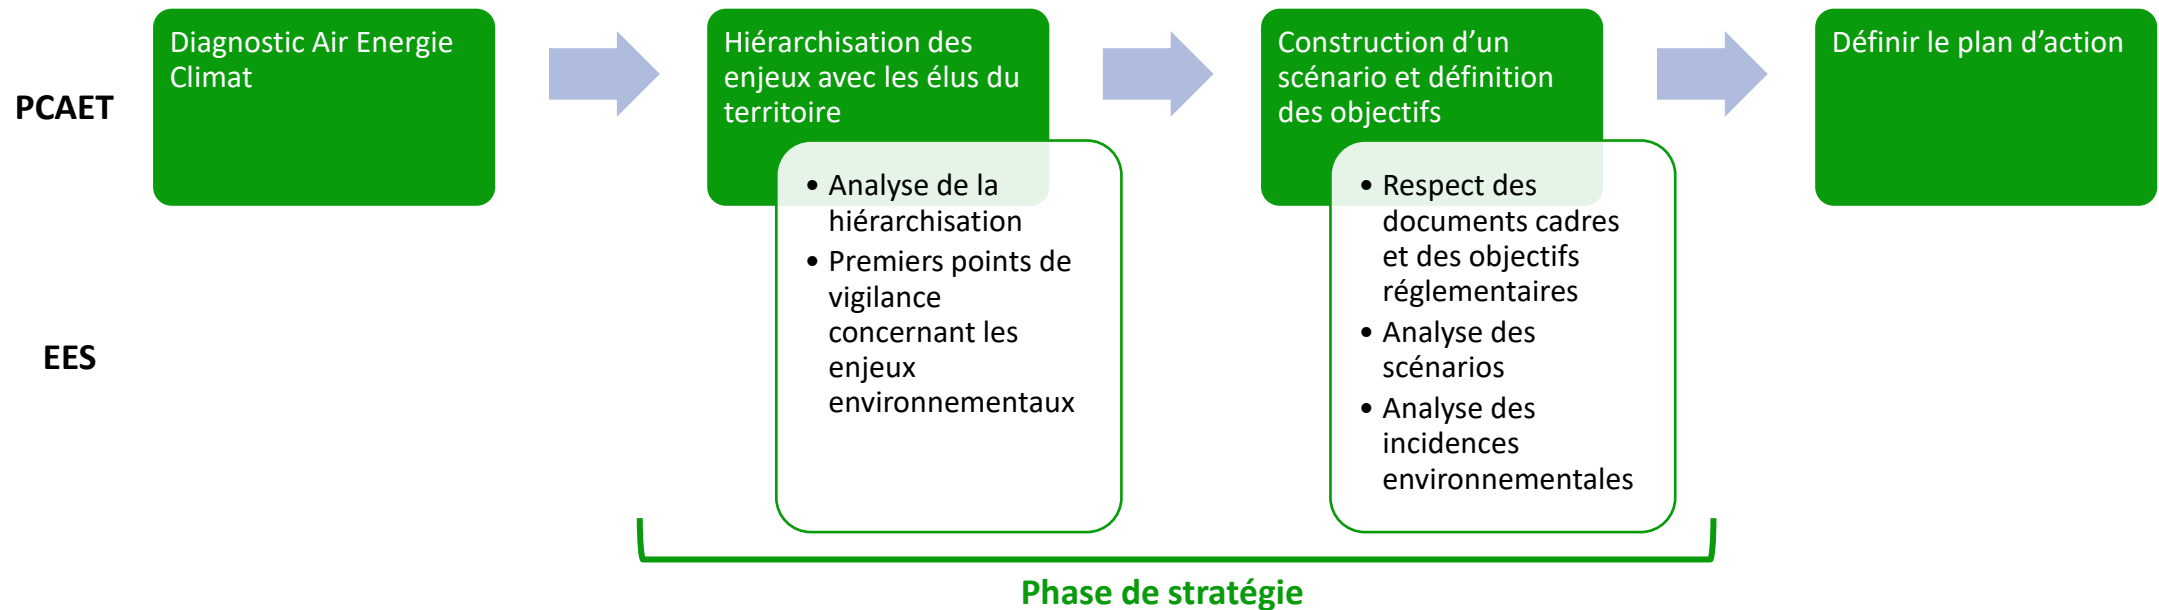 PCAET
Diagnostic Air Energie
Climat
Hiérarchisation des
enjeux avec les élus du
territoire
Construction d’un
scénario et définition
des objectifs
Définir le plan d’action
EES
• Analyse de la
hiérarchisation
• Premiers points de
vigilance
concernant les
enjeux
environnementaux
• Respect des
documents cadres
et des objectifs
réglementaires
• Analyse des
scénarios
• Analyse des
incidences
environnementales
Phase de stratégie